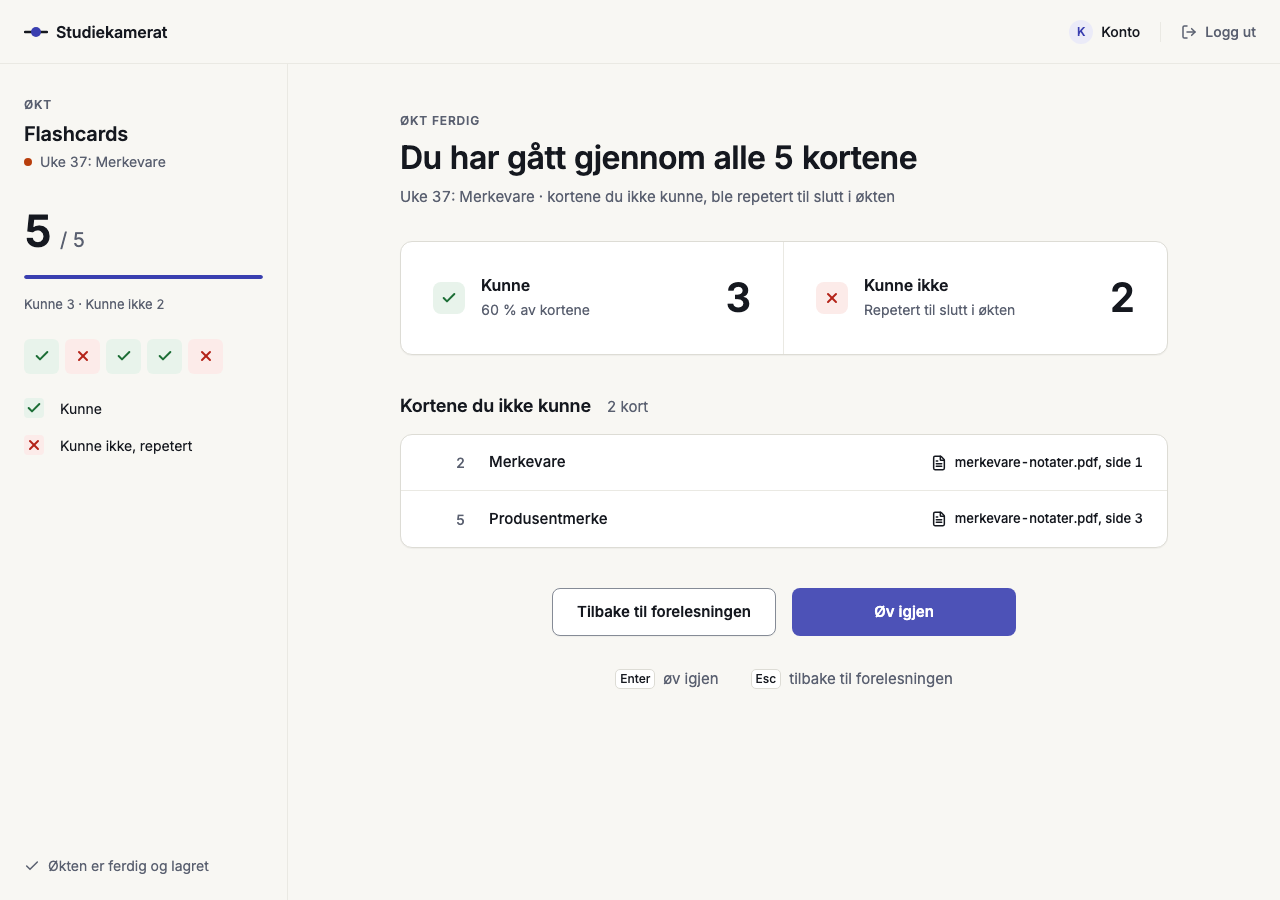 Studiekamerat
K Konto
Logg ut
ØKT
Flashcards
Uke 37: Merkevare
5 / 5
Kunne 3 · Kunne ikke 2
Kunne
Kunne ikke, repetert
Økten er ferdig og lagret
ØKT FERDIG
Du har gått gjennom alle 5 kortene
Uke 37: Merkevare · kortene du ikke kunne, ble repetert til slutt i økten
Kunne
60 % av kortene
3
Kunne ikke
Repetert til slutt i økten
2
Kortene du ikke kunne 2 kort
2 Merkevare merkevare-notater.pdf, side 1
5 Produsentmerke merkevare-notater.pdf, side 3
Tilbake til forelesningen
Øv igjen
Enter øv igjen Esc tilbake til forelesningen